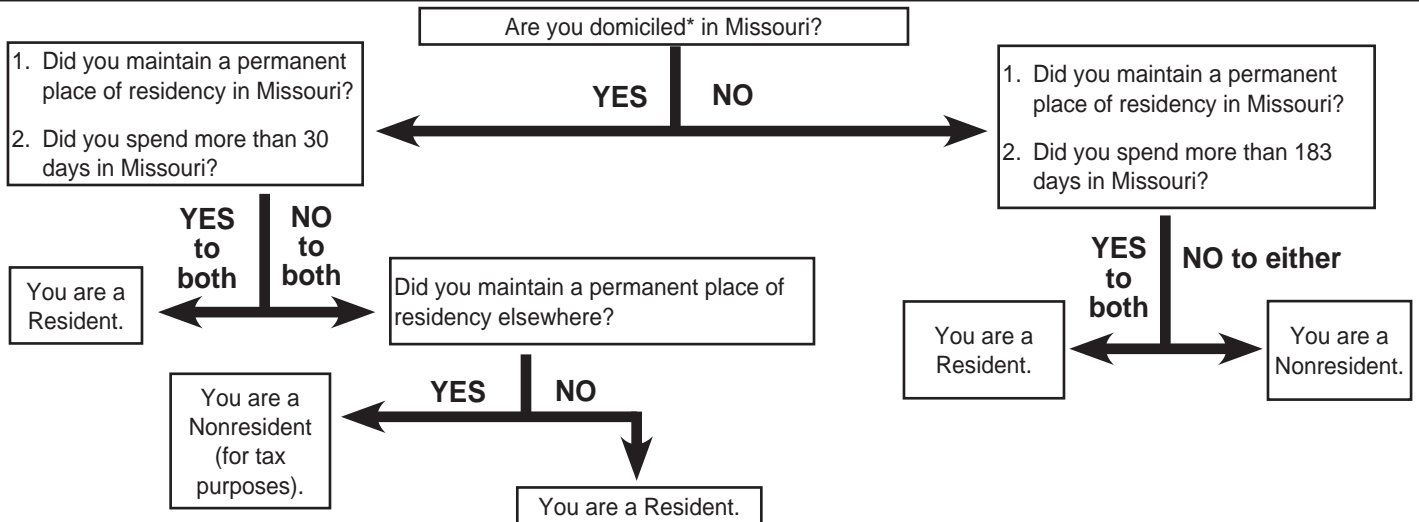 Are you domiciled* in Missouri?
1. Did you maintain a permanent
place of residency in Missouri?
2. Did you spend more than 30
days in Missouri?
YES
NO
1. Did you maintain a permanent
place of residency in Missouri?
2. Did you spend more than 183
days in Missouri?
YES
to
both
NO
to
both
You are a
Resident.
Did you maintain a permanent place of
residency elsewhere?
YES
to
both
NO to either
You are a
Resident.
You are a
Nonresident.
YES
NO
You are a
Nonresident
(for tax
purposes).
You are a Resident.